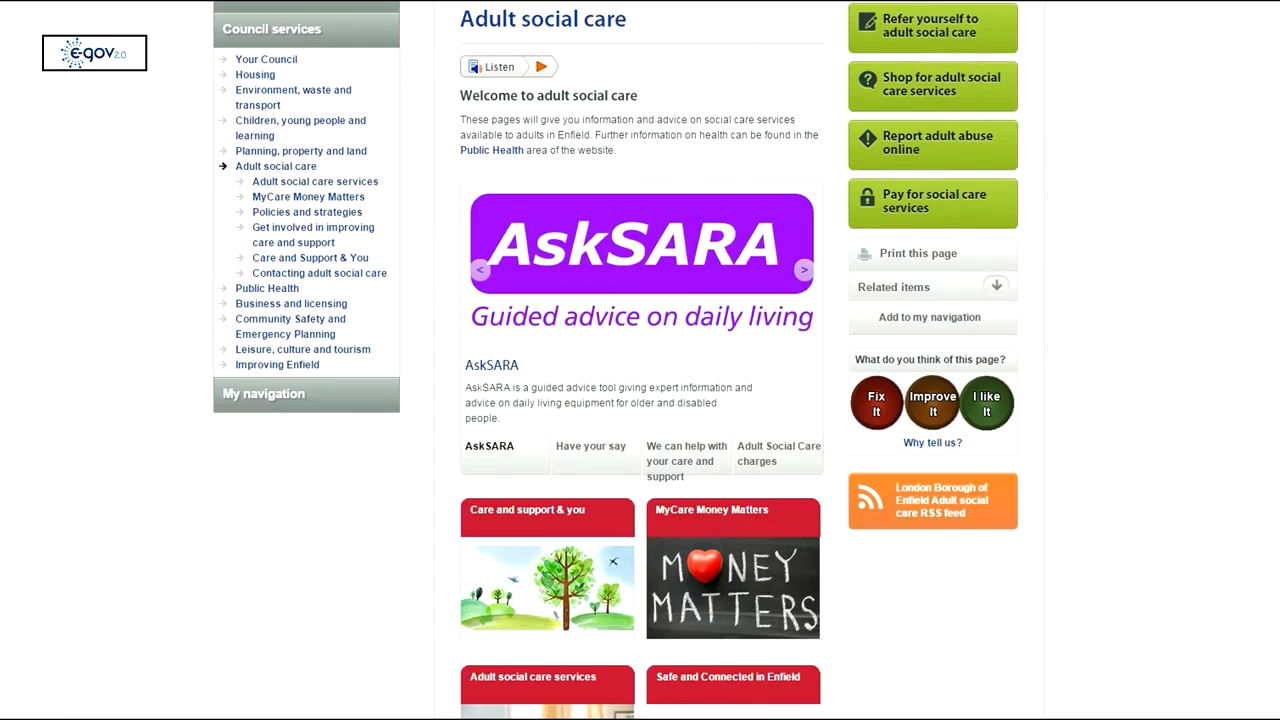 e-gov2.0
Council services
Your Council
Housing
Environment, waste and
transport
Children, young people and
learning
Planning, property and land
Adult social care
Adult social care services
MyCare Money Matters
Policies and strategies
Get involved in improving
care and support
Care and Support & You
Contacting adult social care
Public Health
Business and licensing
Community Safety and
Emergency Planning
Leisure, culture and tourism
Improving Enfield
My navigation
Adult social care
Listen
Welcome to adult social care
These pages will give you information and advice on social care services
available to adults in Enfield. Further information on health can be found in the
Public Health area of the website.
AskSARA
< >
Guided advice on daily living
AskSARA
AskSARA is a guided advice tool giving expert information and
advice on daily living equipment for older and disabled
people.
AskSARA
Have your say
We can help with
your care and
support
Adult Social Care
charges
Care and support & you
MyCare Money Matters
MONEY
MATTERS
Adult social care services
Safe and Connected in Enfield
Refer yourself to
adult social care
Shop for adult social
care services
Report adult abuse
online
Pay for social care
services
Print this page
Related items
Add to my navigation
What do you think of this page?
Fix
It
Improve
It
I like
It
Why tell us?
London Borough of
Enfield Adult social
care RSS feed